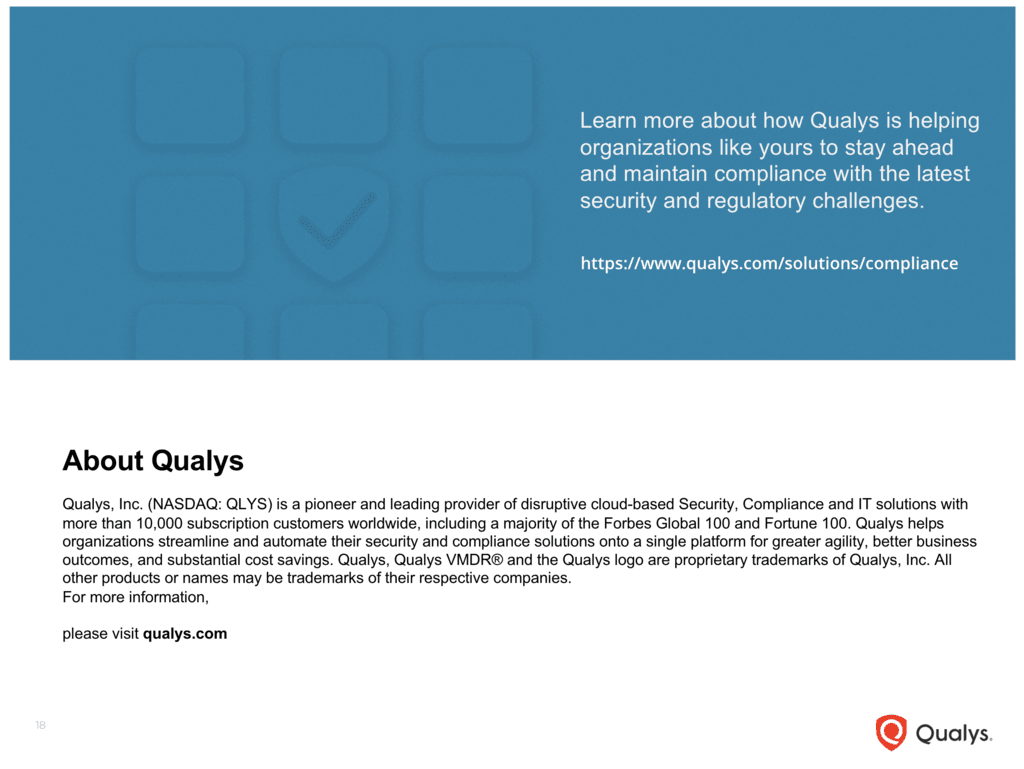 Learn more about how Qualys is helping
organizations like yours to stay ahead
and maintain compliance with the latest
security and regulatory challenges.
https://www.qualys.com/solutions/compliance
About Qualys
Qualys, Inc. (NASDAQ: QLYS) is a pioneer and leading provider of disruptive cloud-based Security, Compliance and IT solutions with
more than 10,000 subscription customers worldwide, including a majority of the Forbes Global 100 and Fortune 100. Qualys helps
organizations streamline and automate their security and compliance solutions onto a single platform for greater agility, better business
outcomes, and substantial cost savings. Qualys, Qualys VMDR® and the Qualys logo are proprietary trademarks of Qualys, Inc. All
other products or names may be trademarks of their respective companies.
For more information,
please visit qualys.com
18
Qualys.